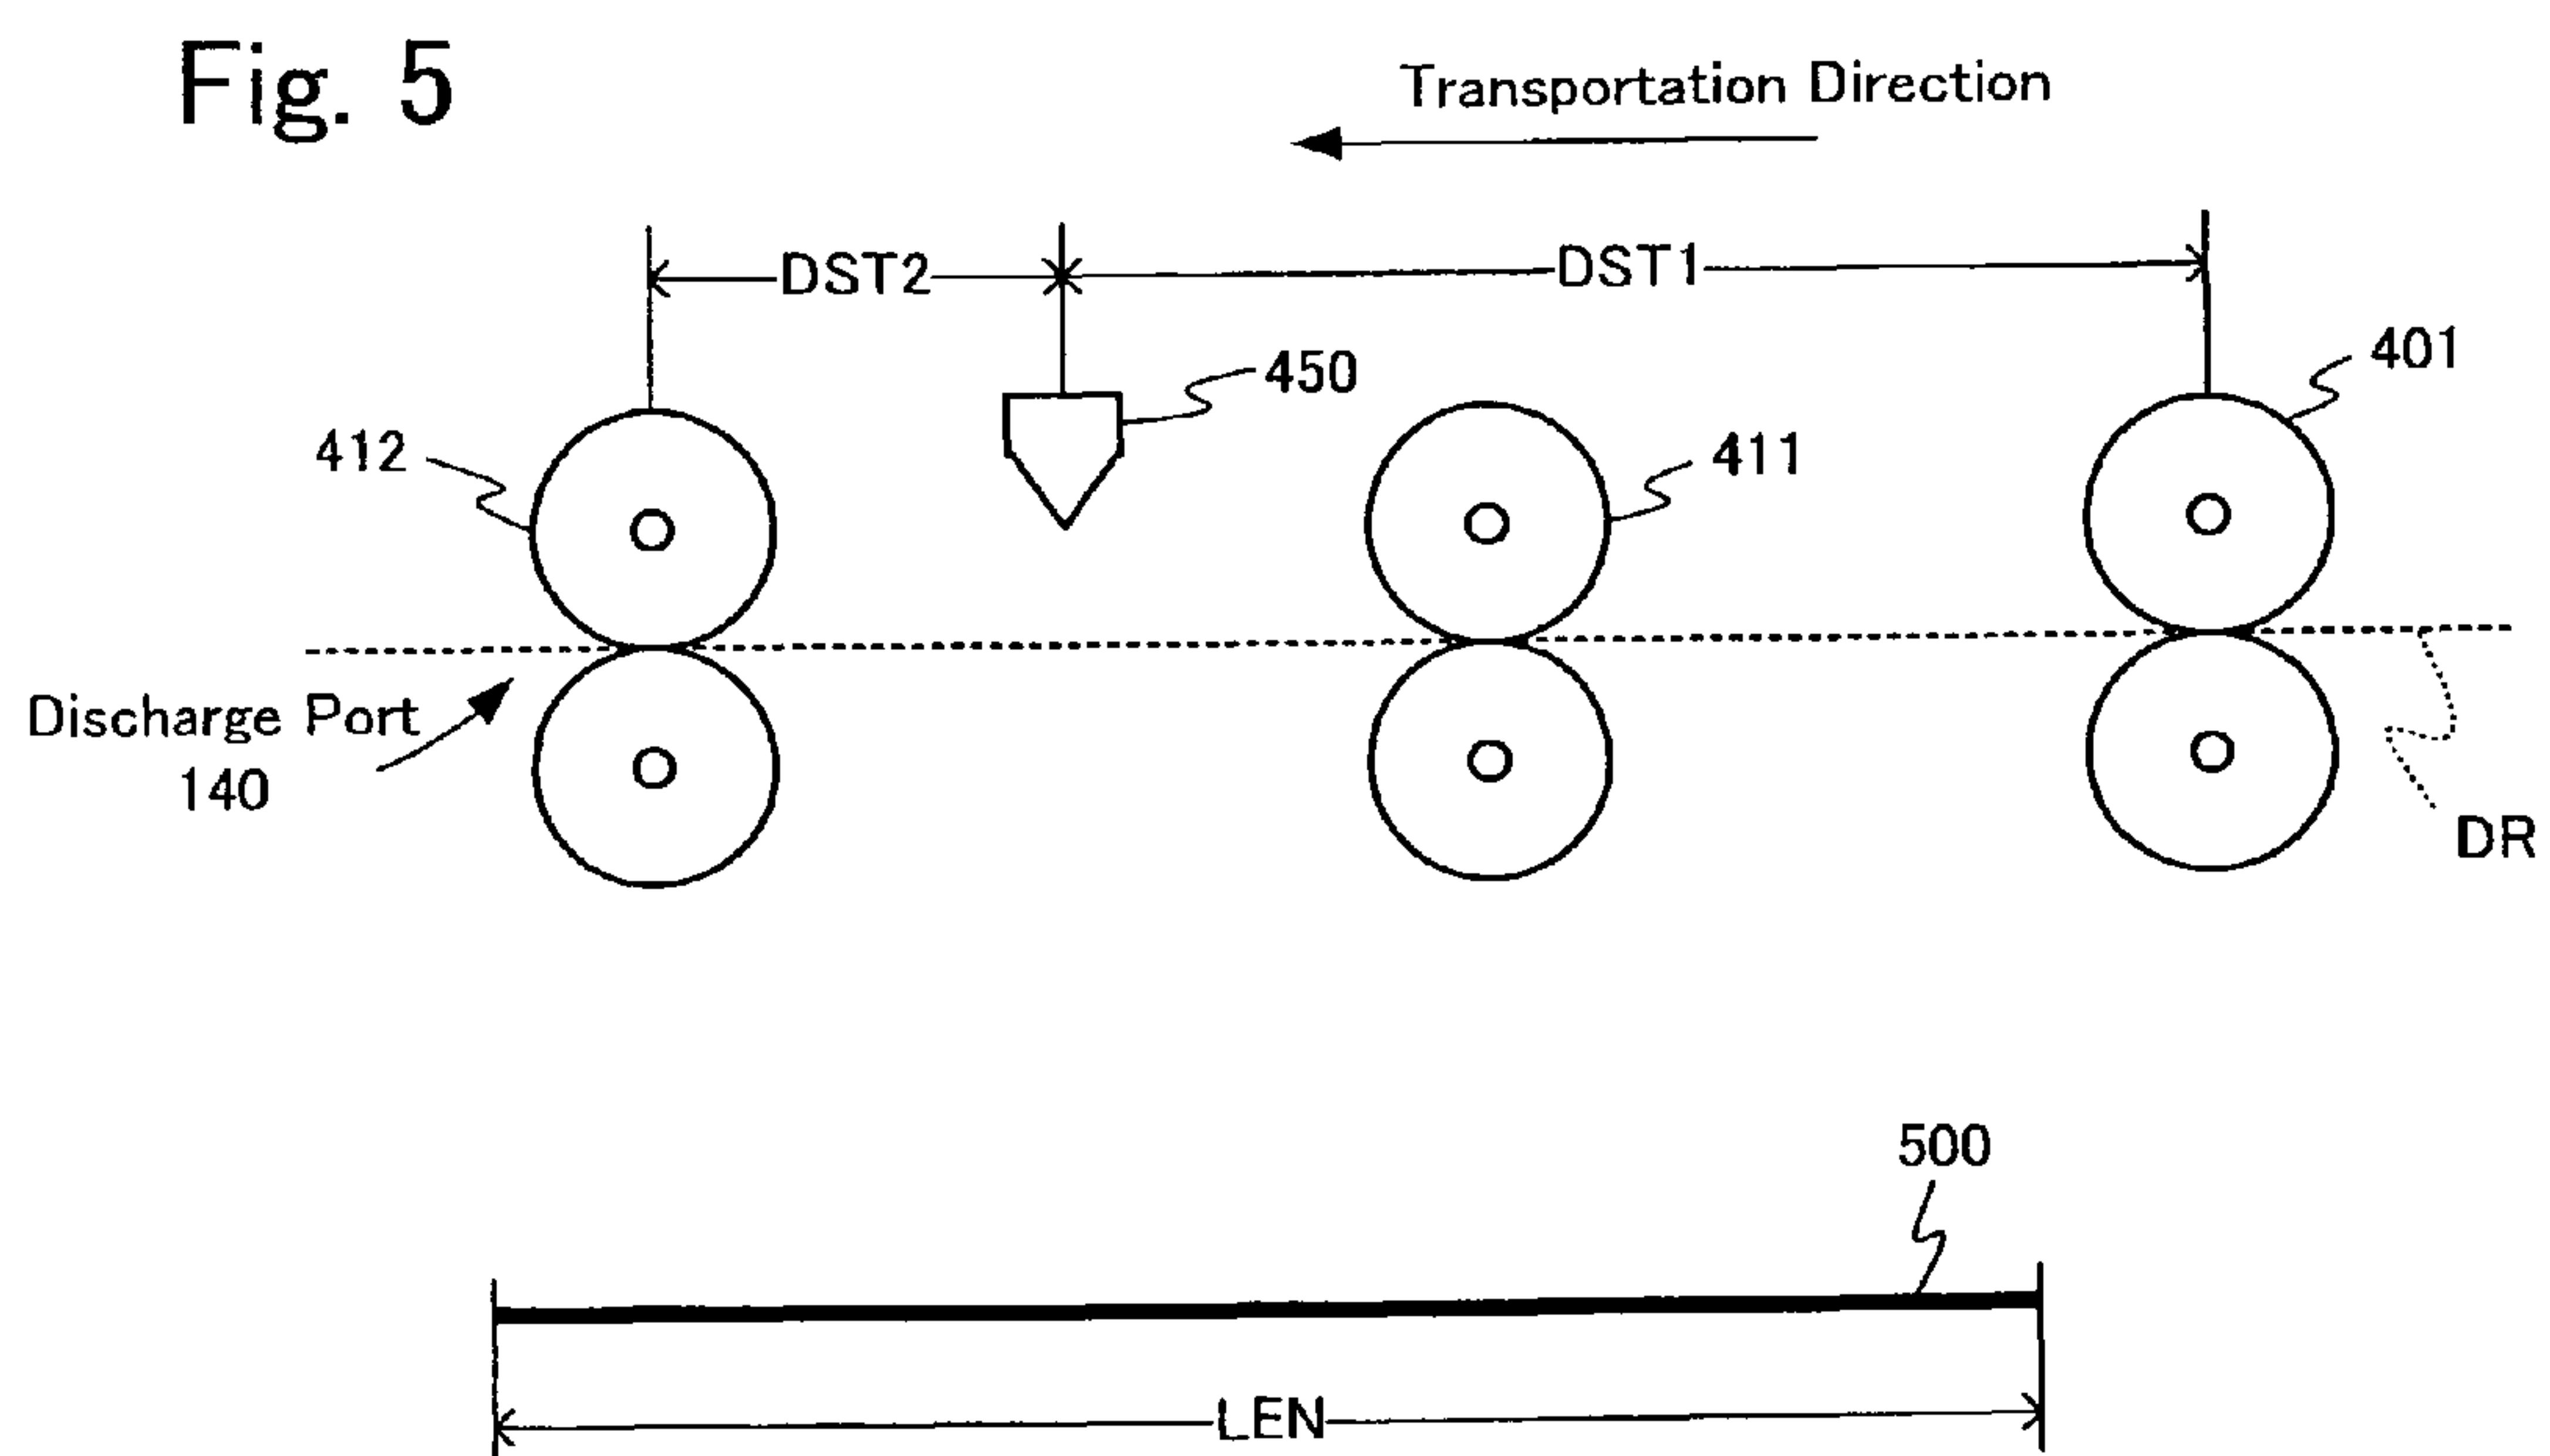 Fig. 5
Transportation Direction
DST2
DST1
450
401
412
411
Discharge Port
140
DR
500
LEN